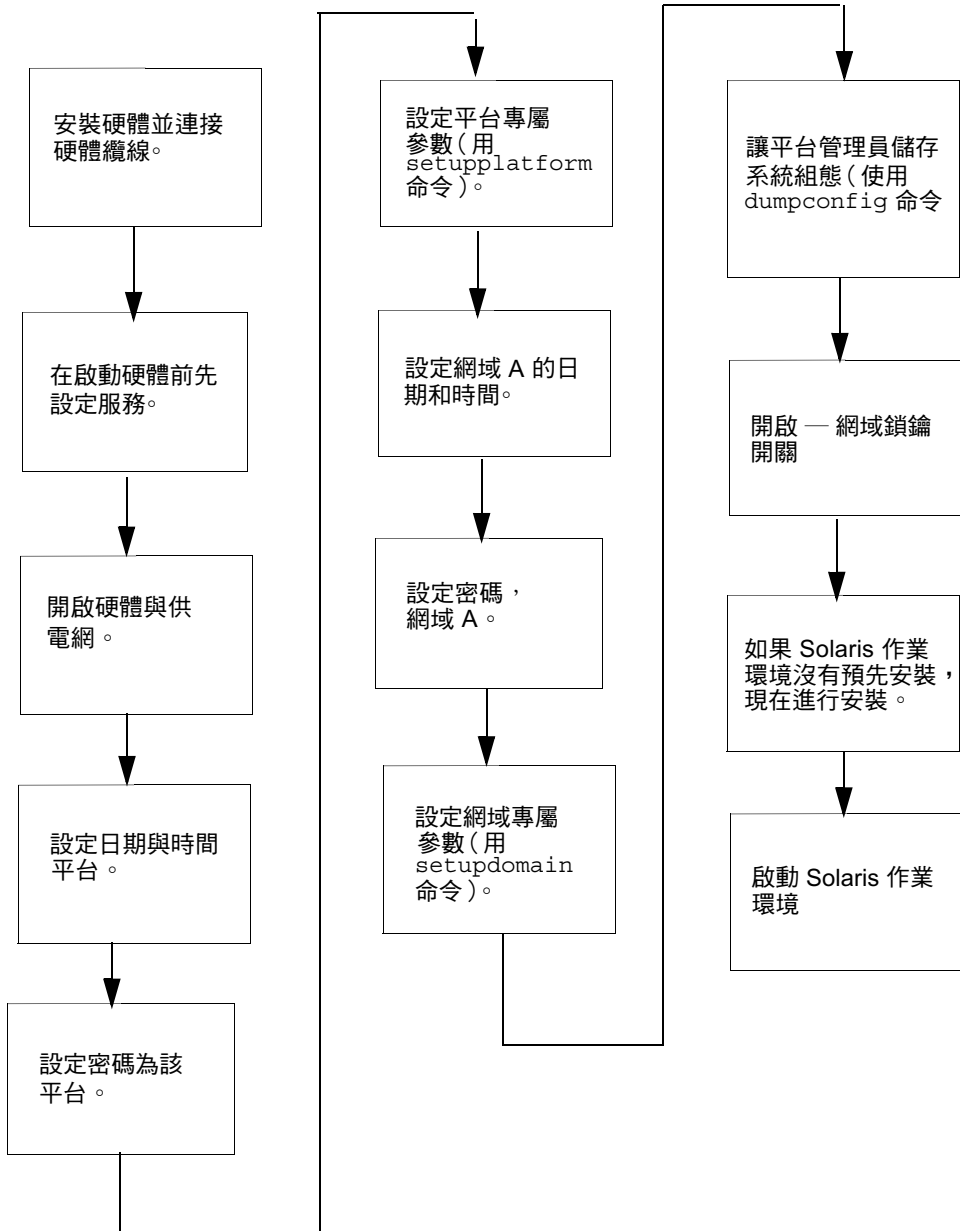 安裝硬體並連接
硬體纜線。
在啟動硬體前先
設定服務。
開啟硬體與供
電網。
設定日期與時間
平台。
設定密碼為該
平台。
設定平台專屬
參數（用
setupplatform
命令）。
設定網域 A 的日
期和時間。
設定密碼，
網域 A。
設定網域專屬
參數（用
setupdomain
命令）。
讓平台管理員儲存
系統組態（使用
dumpconfig 命令
開啟 — 網域鎖鑰
開關
如果 Solaris 作業
環境沒有預先安裝，
現在進行安裝。
啟動 Solaris 作業
環境